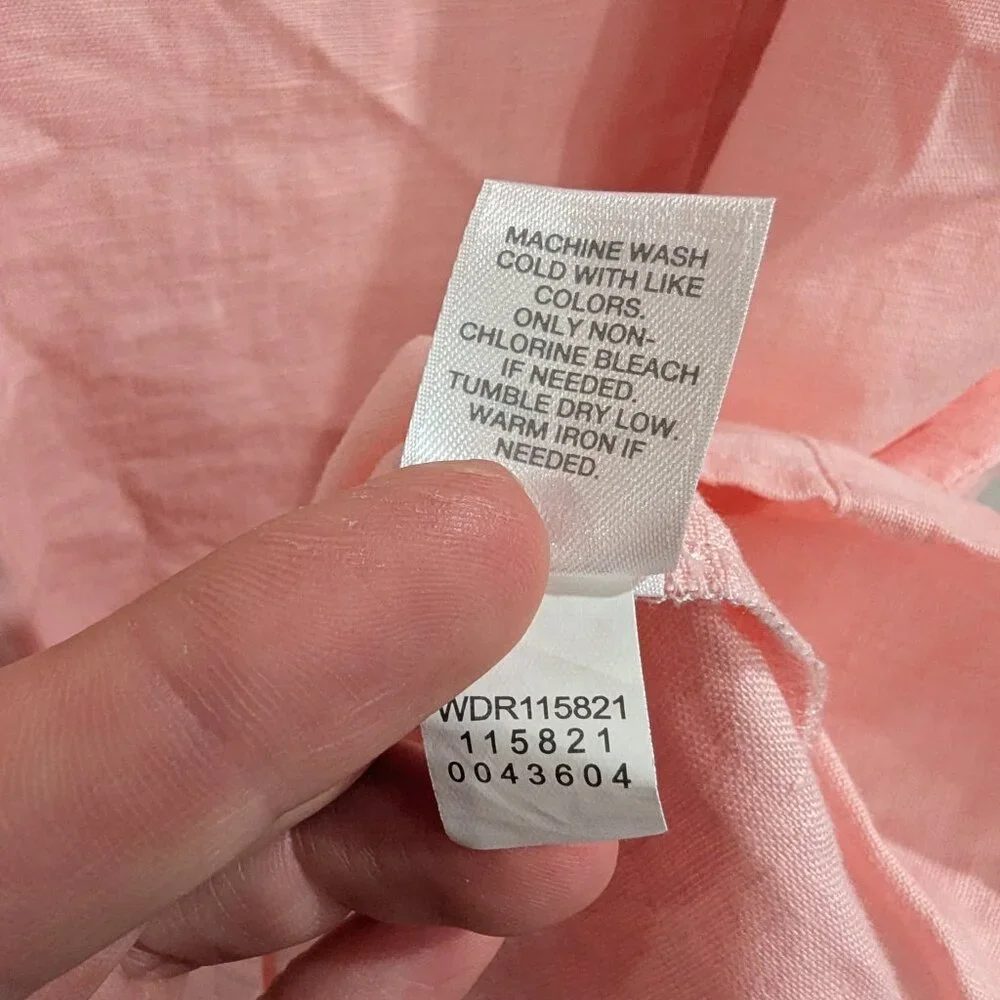 MACHINE WASH
COLD WITH LIKE
COLORS.
ONLY NON-
CHLORINE BLEACH
IF NEEDED.
TUMBLE DRY LOW.
WARM IRON IF
NEEDED.
WDR115821
115821
0043604